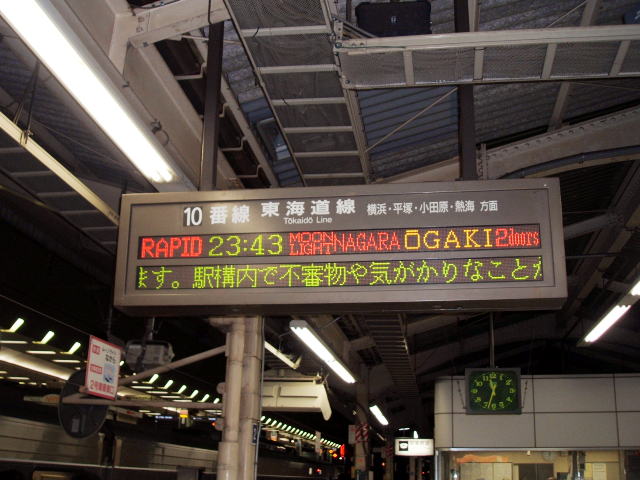 10 番線 東海道線 横浜・平塚・小田原・熱海 方面
Tōkaidō Line
RAPID 23:43 MOON LIGHT NAGARA ŌGAKI 2doors
ます。駅構内で不審物や気がかりなことが